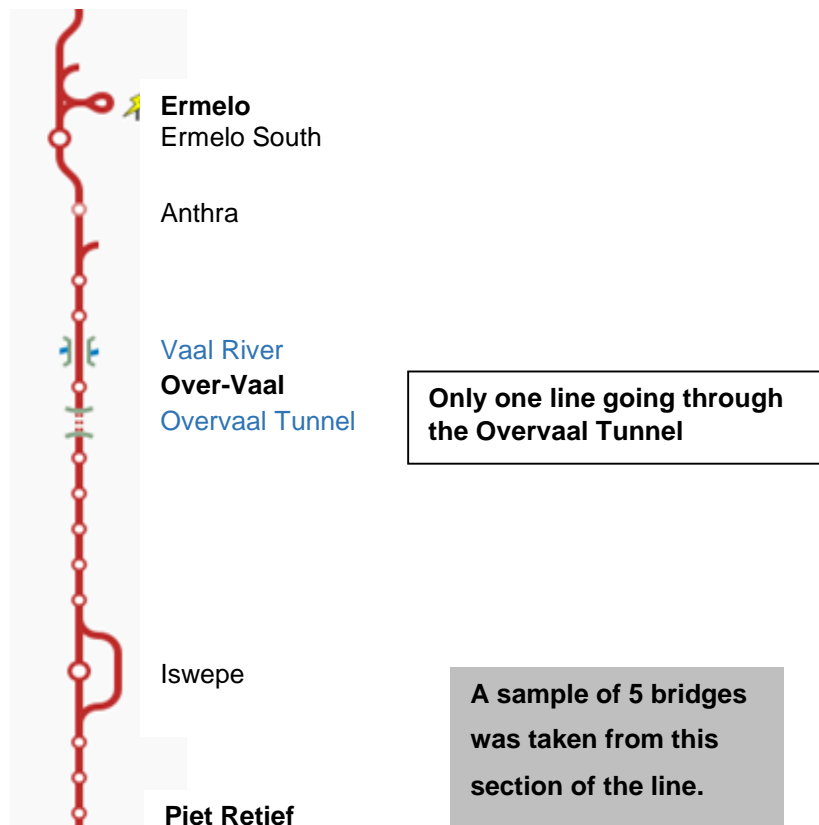 Ermelo
Ermelo South
Anthra
Vaal River
Over-Vaal
Overvaal Tunnel
Only one line going through
the Overvaal Tunnel
Iswepe
A sample of 5 bridges
was taken from this
section of the line.
Piet Retief